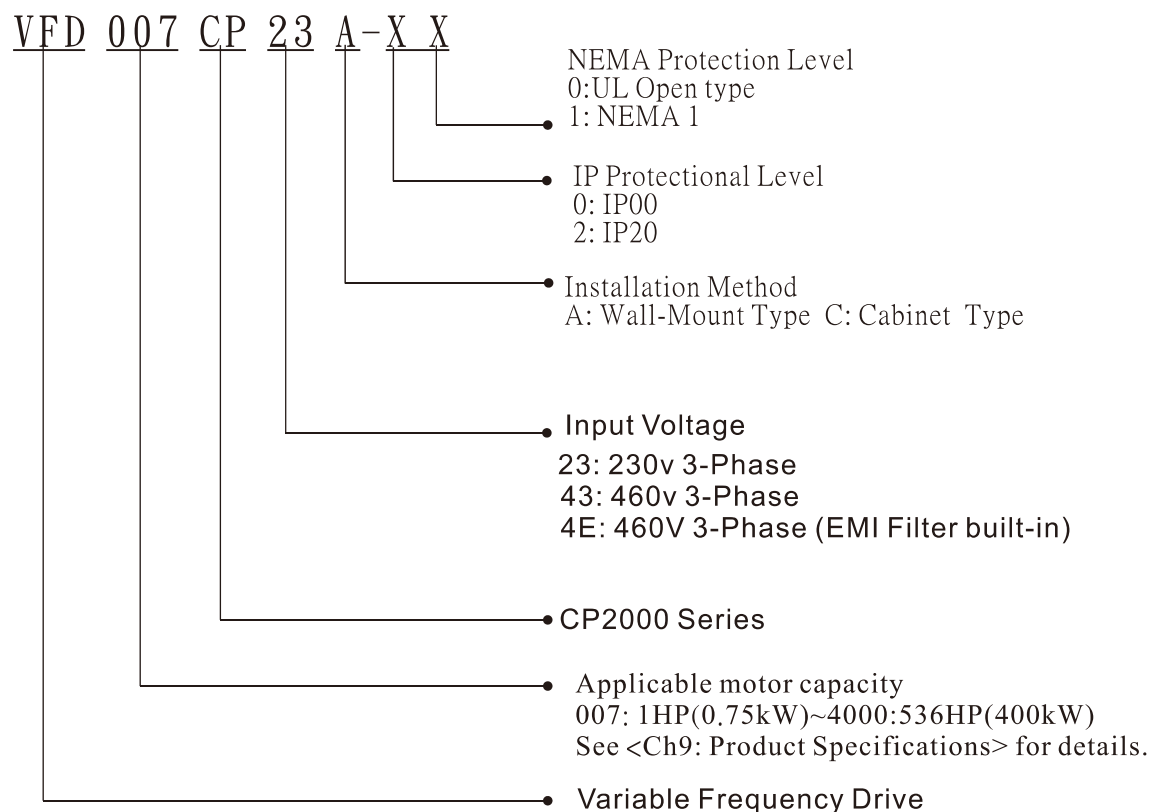 VFD 007 CP 23 A-X X
NEMA Protection Level
0:UL Open type
1: NEMA 1
IP Protectional Level
0: IP00
2: IP20
Installation Method
A: Wall-Mount Type C: Cabinet Type
Input Voltage
23: 230v 3-Phase
43: 460v 3-Phase
4E: 460V 3-Phase (EMI Filter built-in)
CP2000 Series
Applicable motor capacity
007: 1HP(0.75kW)~4000:536HP(400kW)
See <Ch9: Product Specifications> for details.
Variable Frequency Drive